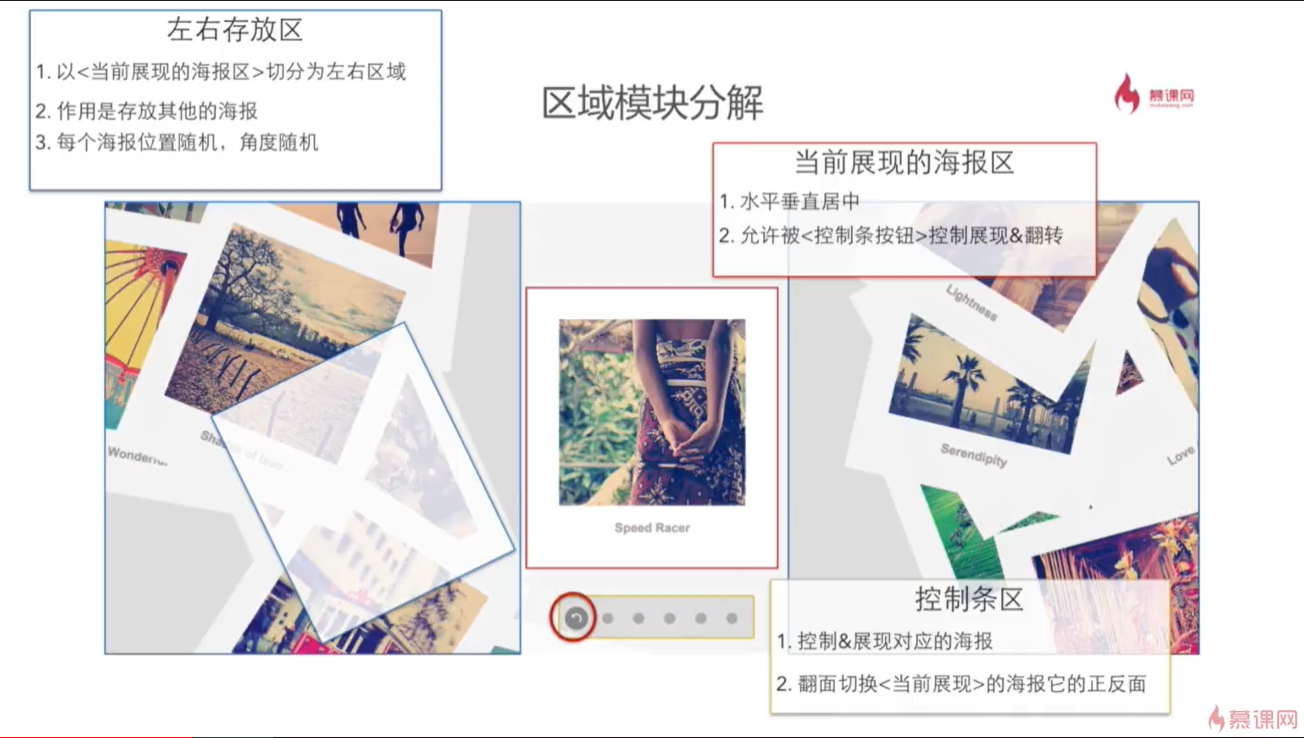 左右存放区
1. 以<当前展现的海报区>切分为左右区域
2. 作用是存放其他的海报
3. 每个海报位置随机，角度随机
区域模块分解
慕课网
当前展现的海报区
1. 水平垂直居中
2. 允许被<控制条按钮>控制展现&翻转
Lightness
Serendipity
Love
Wonderful
Shades of blue
Speed Racer
控制条区
1. 控制&展现对应的海报
2. 翻面切换<当前展现>的海报它的正反面
慕课网